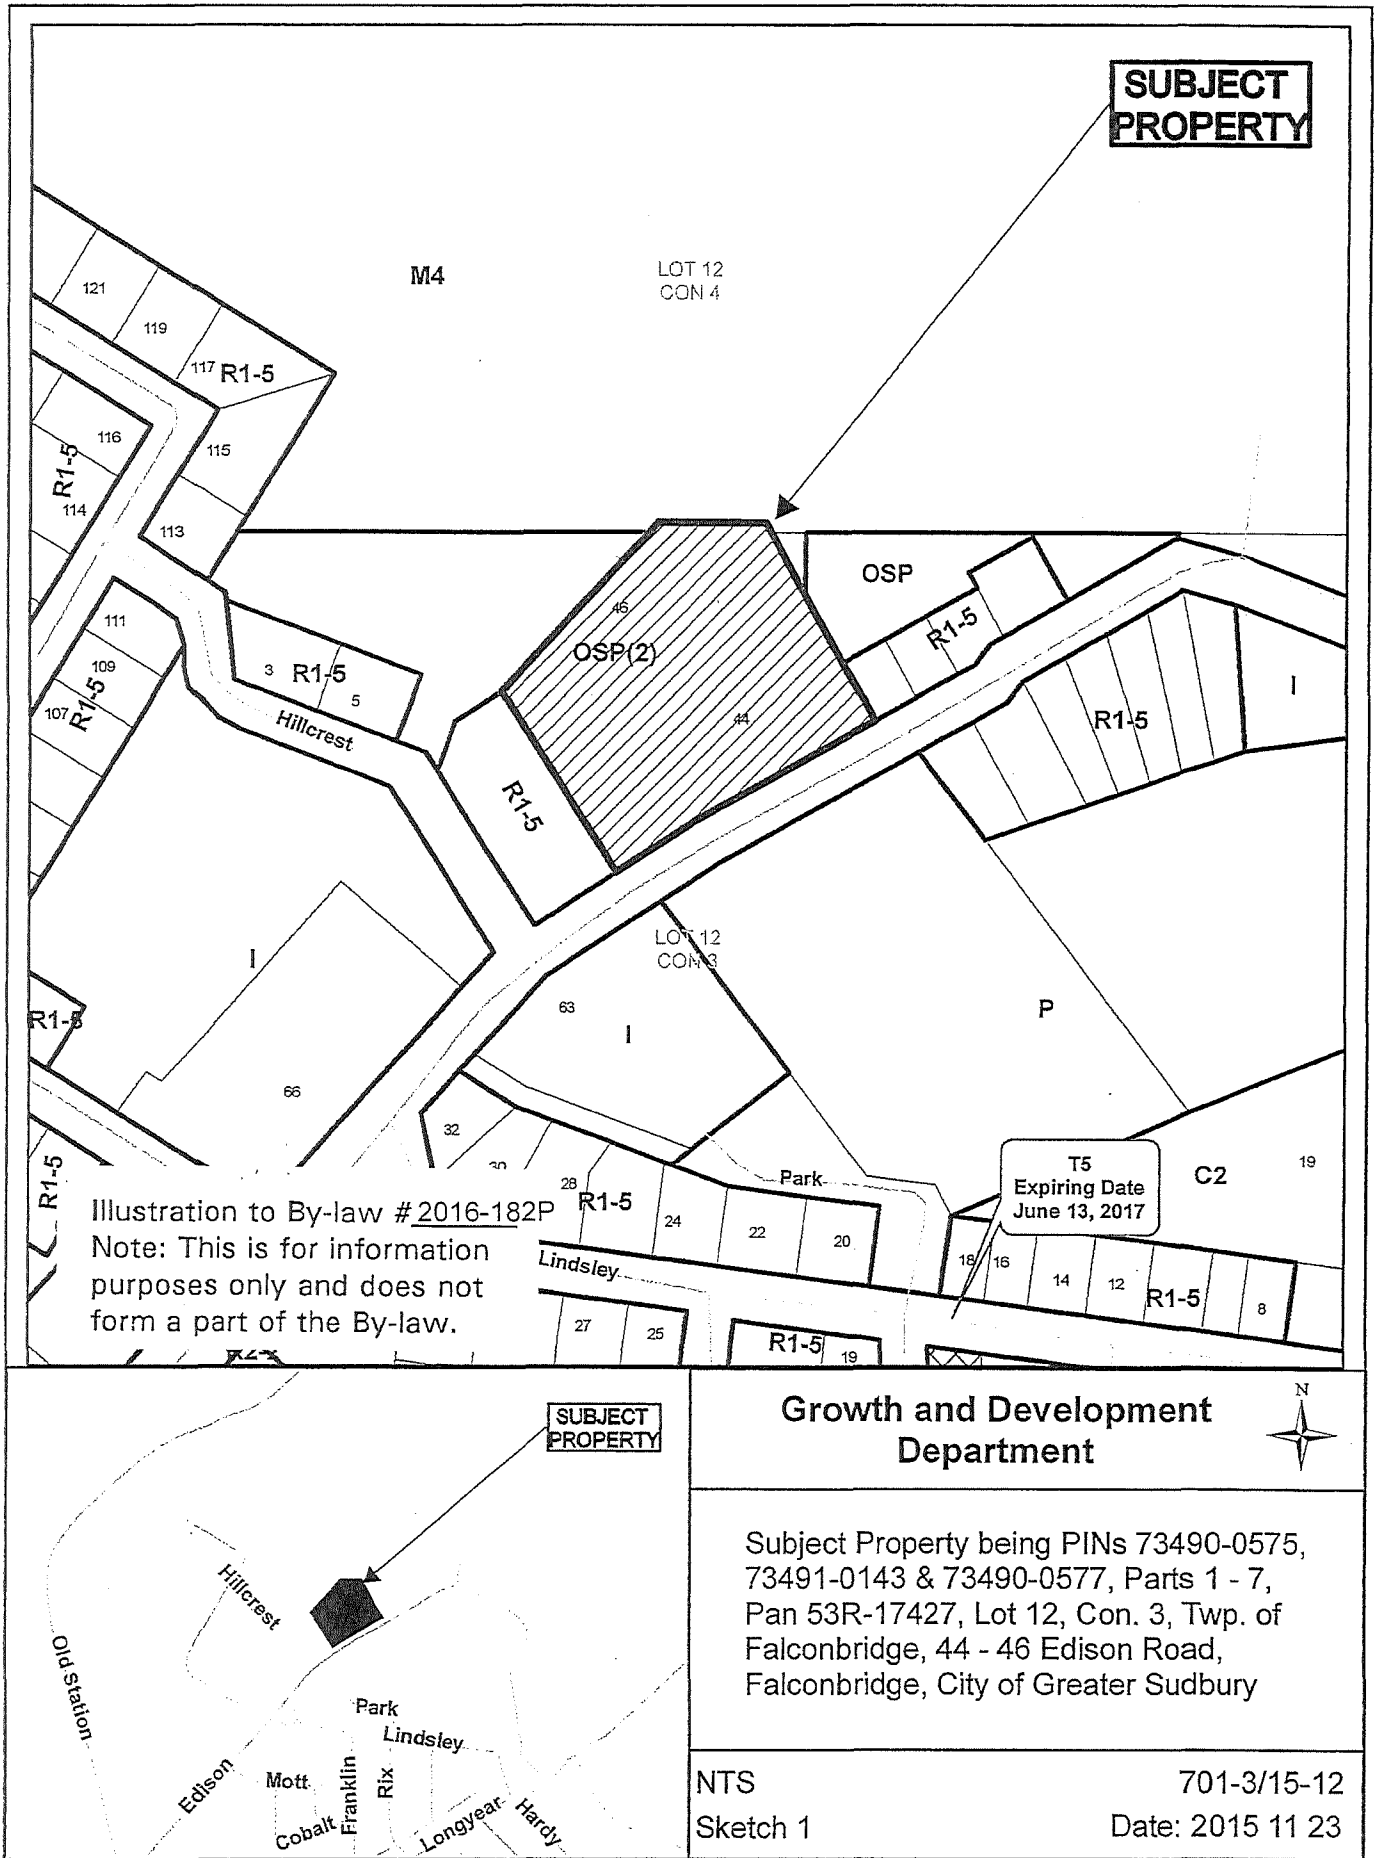 SUBJECT
PROPERTY
M4
LOT 12
CON 4
121
119
117 R1-5
116
115
R1-5
114
113
OSP
46
R1-5
111
OSP(2)
109
3 R1-5
5
I
R1-5
107
44
R1-5
Hillcrest
R1-5
LOT 12
CON 3
I
63
P
R1-5
I
66
32
30
T5
Expiring Date
June 13, 2017
19
C2
Park
28
R1-5
R1-5
24
22
20
Illustration to By-law # 2016-182P
Note: This is for information
purposes only and does not
form a part of the By-law.
Lindsley
18
16
14
12
R1-5
8
27
25
R1-5
19
SUBJECT
PROPERTY
Hillcrest
Old Station
Park
Lindsley
Edison
Mott
Franklin
Rix
Cobalt
Longyear
Hardy
Growth and Development
Department
N
Subject Property being PINs 73490-0575,
73491-0143 & 73490-0577, Parts 1 - 7,
Pan 53R-17427, Lot 12, Con. 3, Twp. of
Falconbridge, 44 - 46 Edison Road,
Falconbridge, City of Greater Sudbury
NTS
701-3/15-12
Sketch 1
Date: 2015 11 23